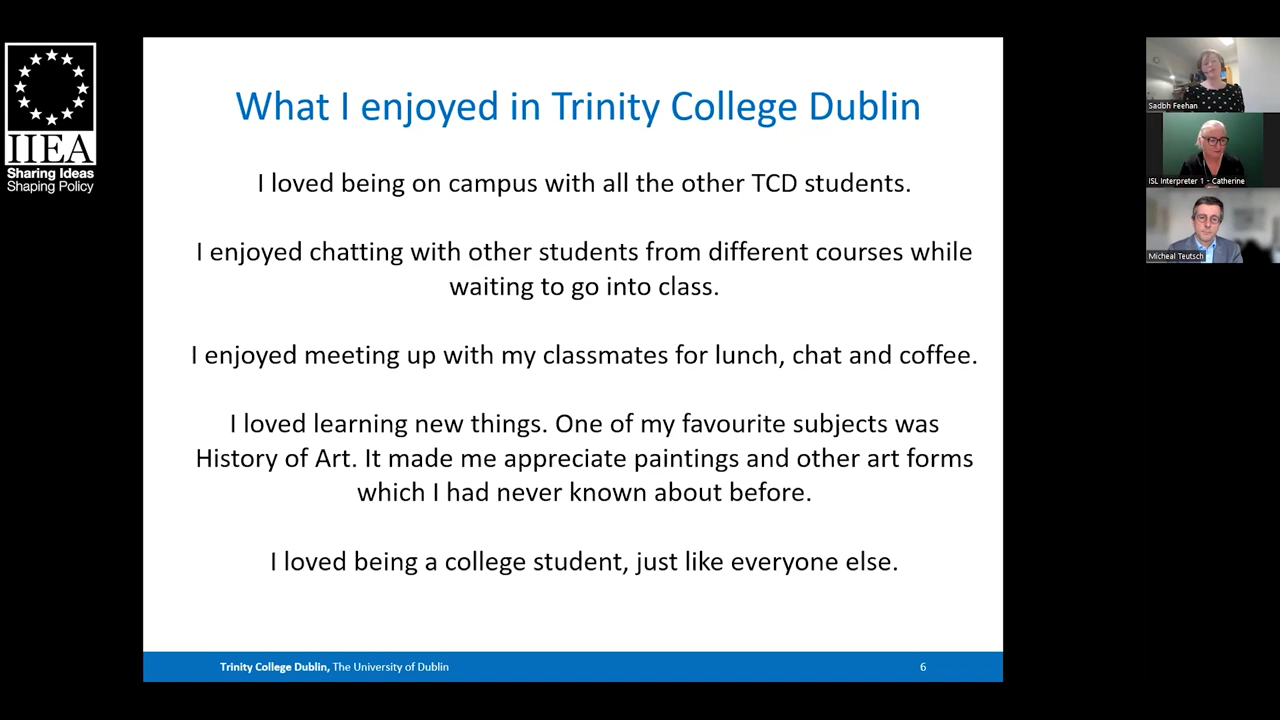 IIEA
Sharing Ideas
Shaping Policy
What I enjoyed in Trinity College Dublin
I loved being on campus with all the other TCD students.
I enjoyed chatting with other students from different courses while
waiting to go into class.
I enjoyed meeting up with my classmates for lunch, chat and coffee.
I loved learning new things. One of my favourite subjects was
History of Art. It made me appreciate paintings and other art forms
which I had never known about before.
I loved being a college student, just like everyone else.
Trinity College Dublin, The University of Dublin
6
Sadbh Feehan
ISL Interpreter 1 - Catherine
Micheal Teutsch